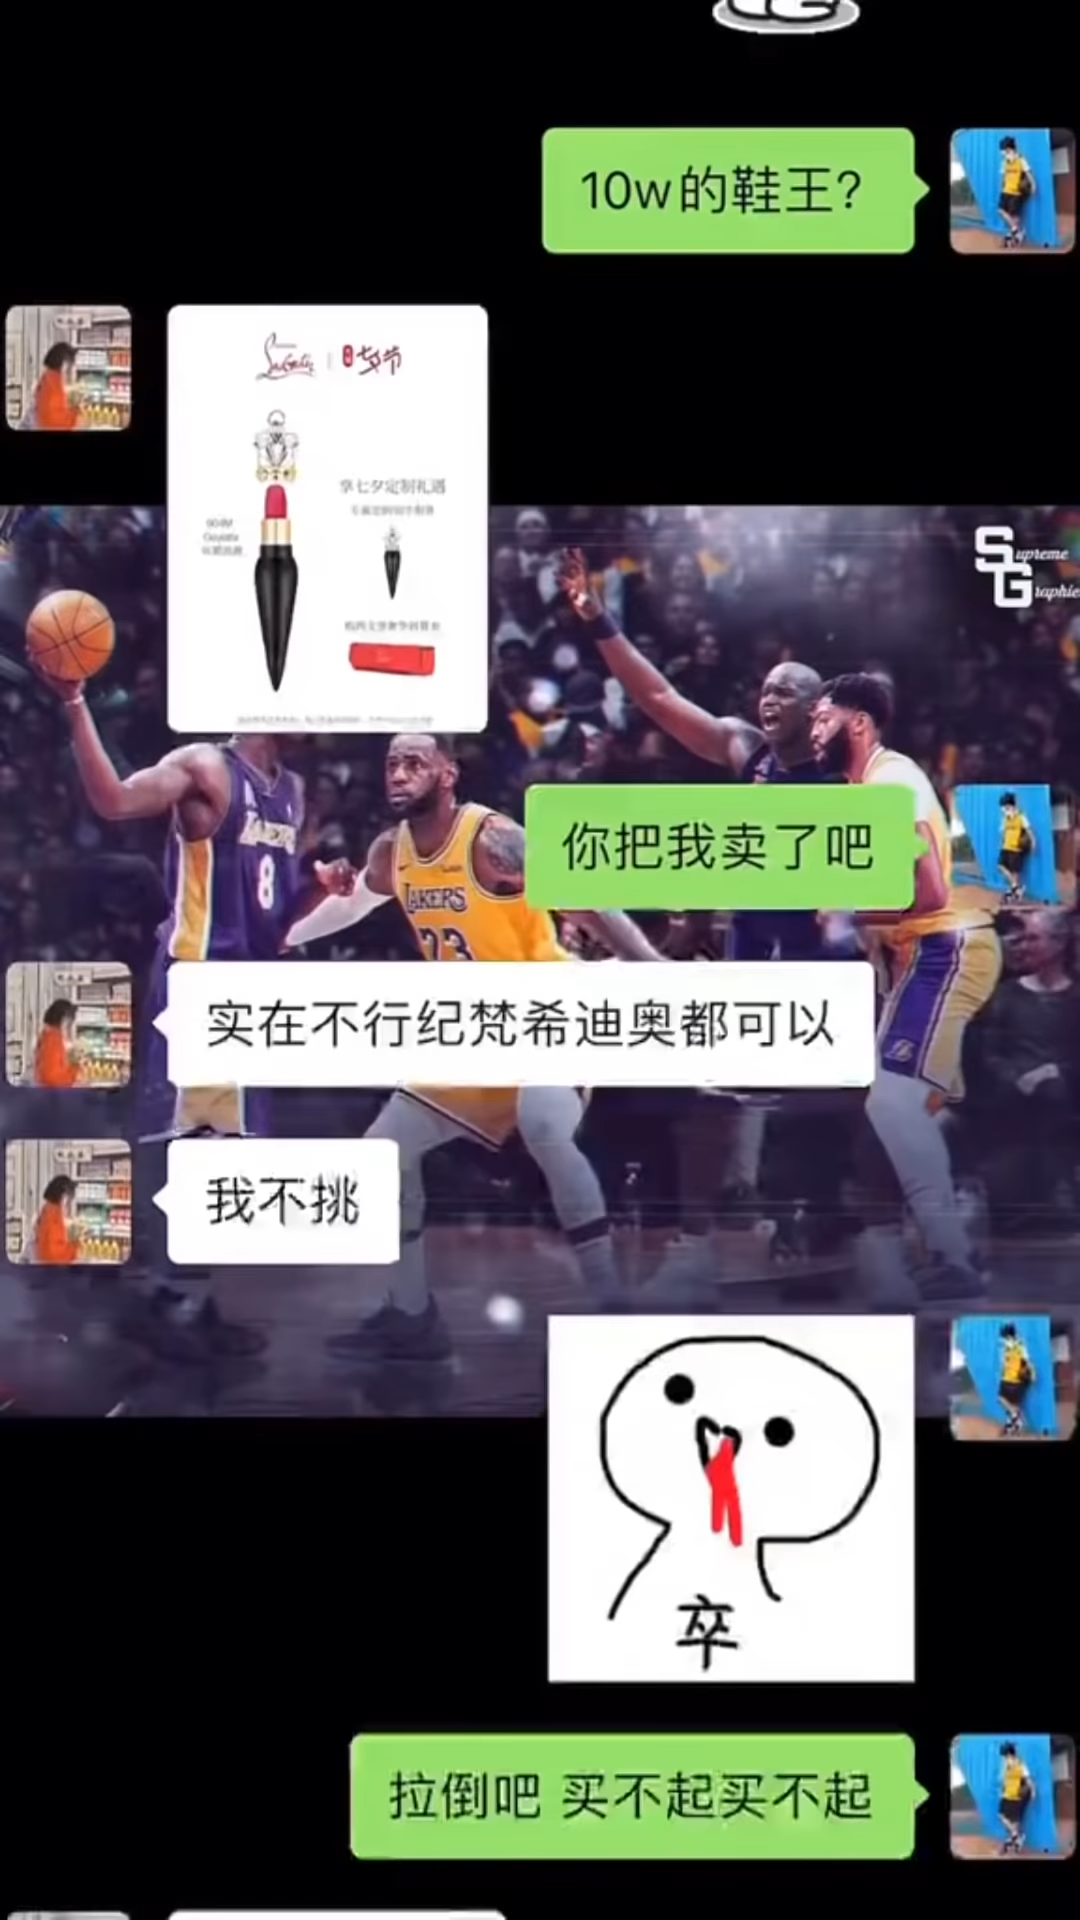 10w的鞋王?
七夕节
享七夕定制礼遇
Supreme
Graphic
你把我卖了吧
LAKERS
8
LAKERS
23
实在不行纪梵希迪奥都可以
我不挑
卒
拉倒吧 买不起买不起